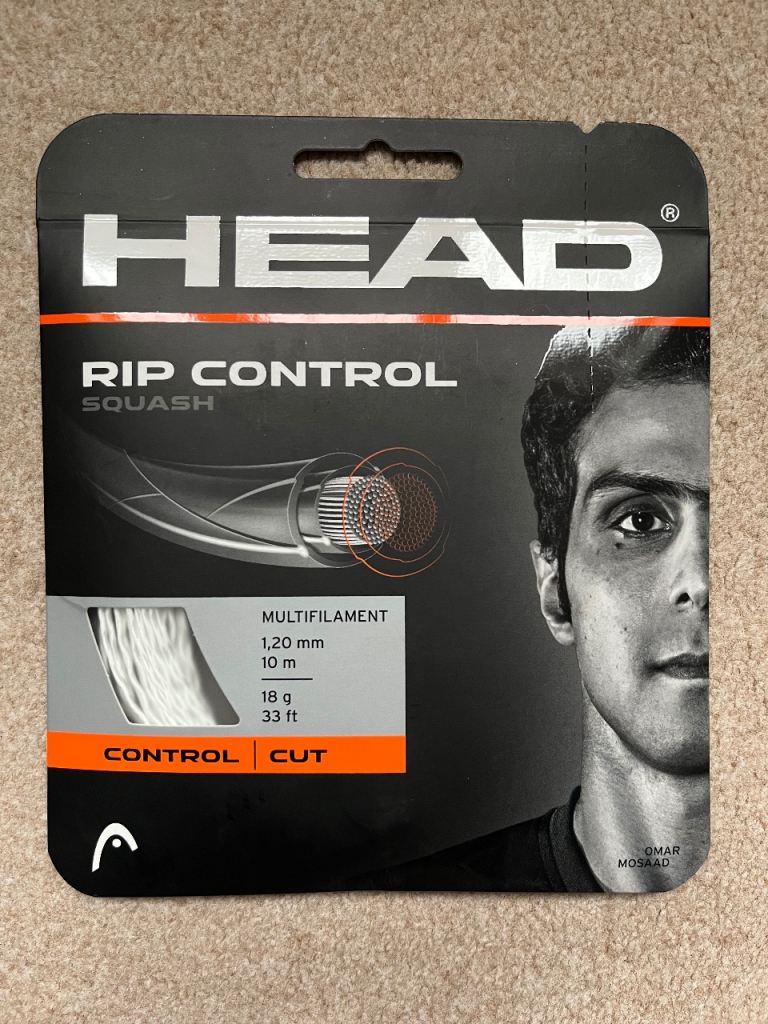 HEAD®
RIP CONTROL
SQUASH
MULTIFILAMENT
1,20 mm
10 m
18 g
33 ft
CONTROL | CUT
OMAR
MOSAAD